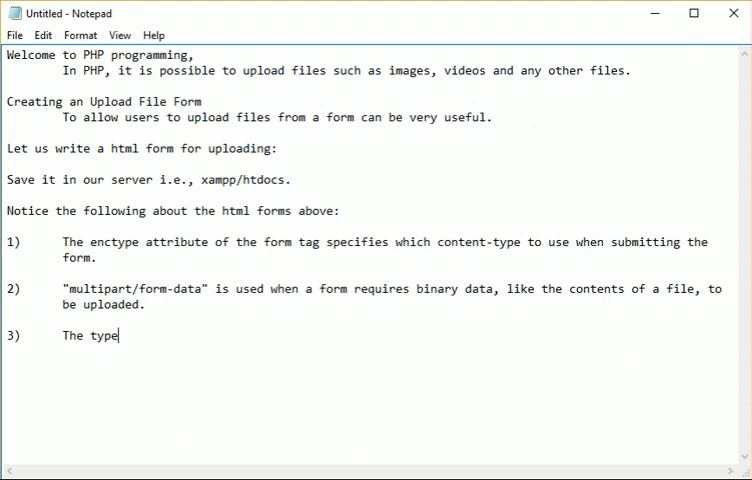 Untitled - Notepad
File Edit Format View Help
Welcome to PHP programming,
In PHP, it is possible to upload files such as images, videos and any other files.
Creating an Upload File Form
To allow users to upload files from a form can be very useful.
Let us write a html form for uploading:
Save it in our server i.e., xampp/htdocs.
Notice the following about the html forms above:
1) The enctype attribute of the form tag specifies which content-type to use when submitting the
form.
2) "multipart/form-data" is used when a form requires binary data, like the contents of a file, to
be uploaded.
3) The type